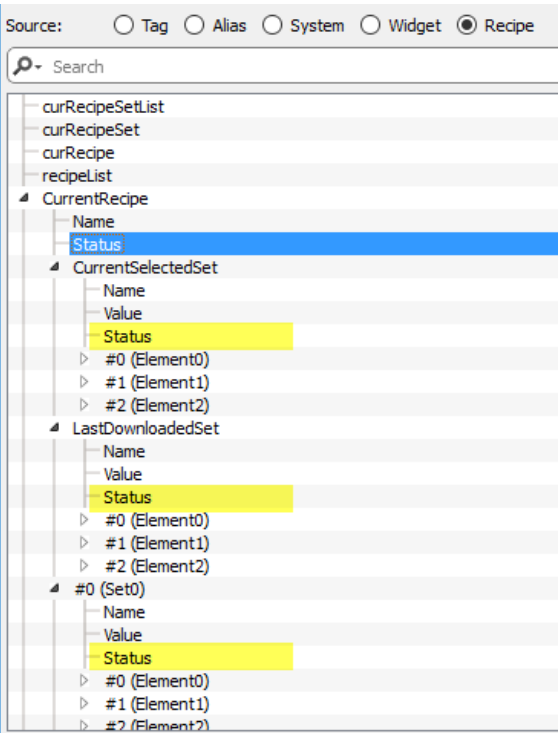 Source: Tag Alias System Widget Recipe
Search
curRecipeSetList
curRecipeSet
curRecipe
recipeList
CurrentRecipe
Name
Status
CurrentSelectedSet
Name
Value
Status
#0 (Element0)
#1 (Element1)
#2 (Element2)
LastDownloadedSet
Name
Value
Status
#0 (Element0)
#1 (Element1)
#2 (Element2)
#0 (Set0)
Name
Value
Status
#0 (Element0)
#1 (Element1)
#2 (Element2)